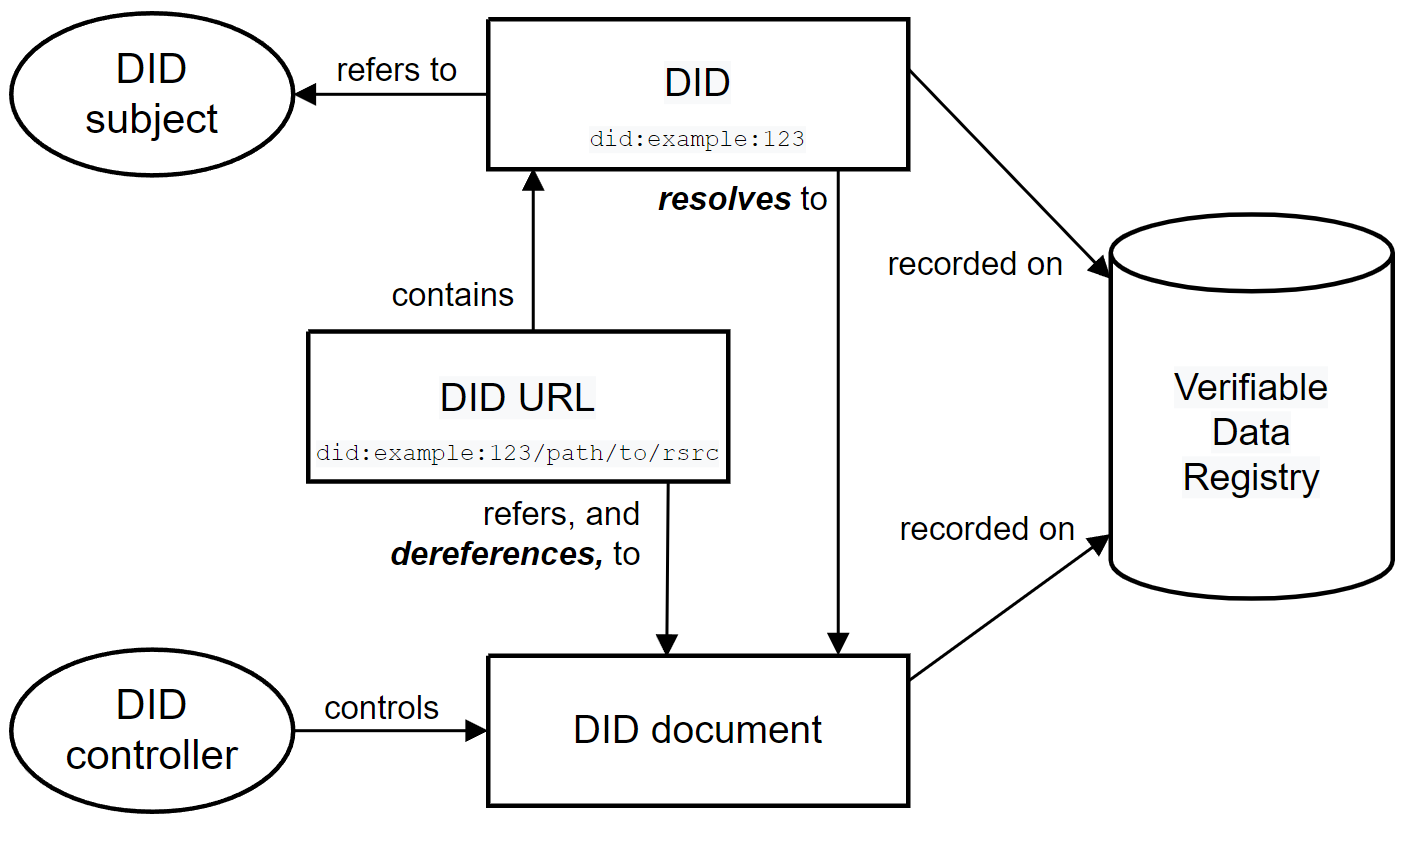 DID
subject
refers to
DID
did:example:123
resolves to
recorded on
contains
DID URL
did:example:123/path/to/rsrc
Verifiable
Data
Registry
refers, and
dereferences, to
recorded on
DID
controller
controls
DID document